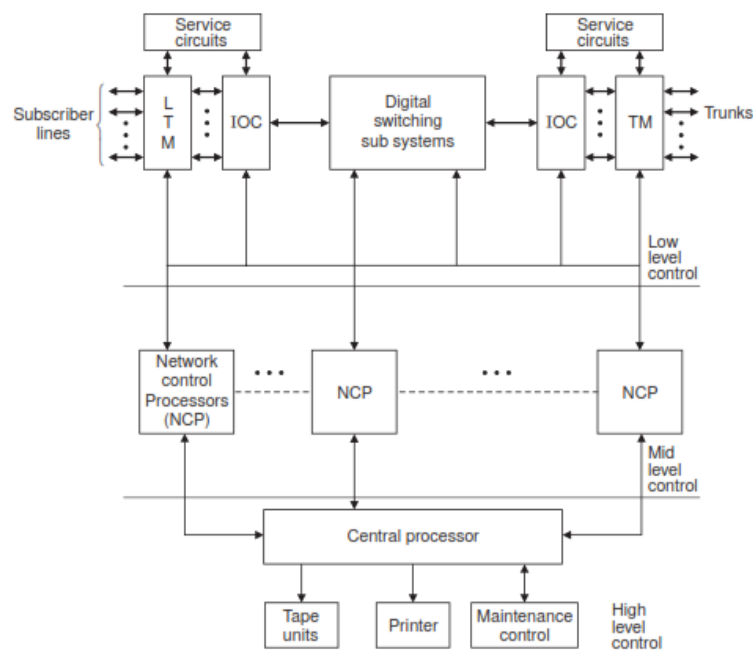 Service
circuits
Service
circuits
Subscriber
lines
L
T
M
IOC
Digital
switching
sub systems
IOC
TM
Trunks
Low
level
control
Network
control
Processors
(NCP)
NCP
NCP
Mid
level
control
Central processor
Tape
units
Printer
Maintenance
control
High
level
control